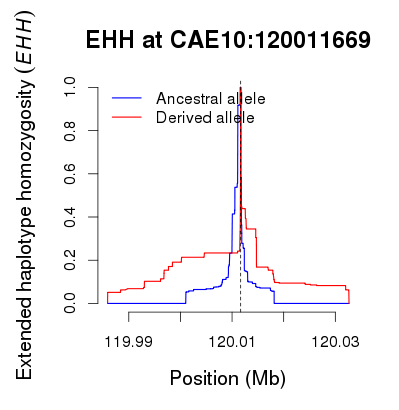 EHH at CAE10:120011669
Extended haplotype homozygosity (EHH)
1.0
0.8
0.6
0.4
0.2
0.0
Ancestral allele
Derived allele
119.99
120.01
120.03
Position (Mb)